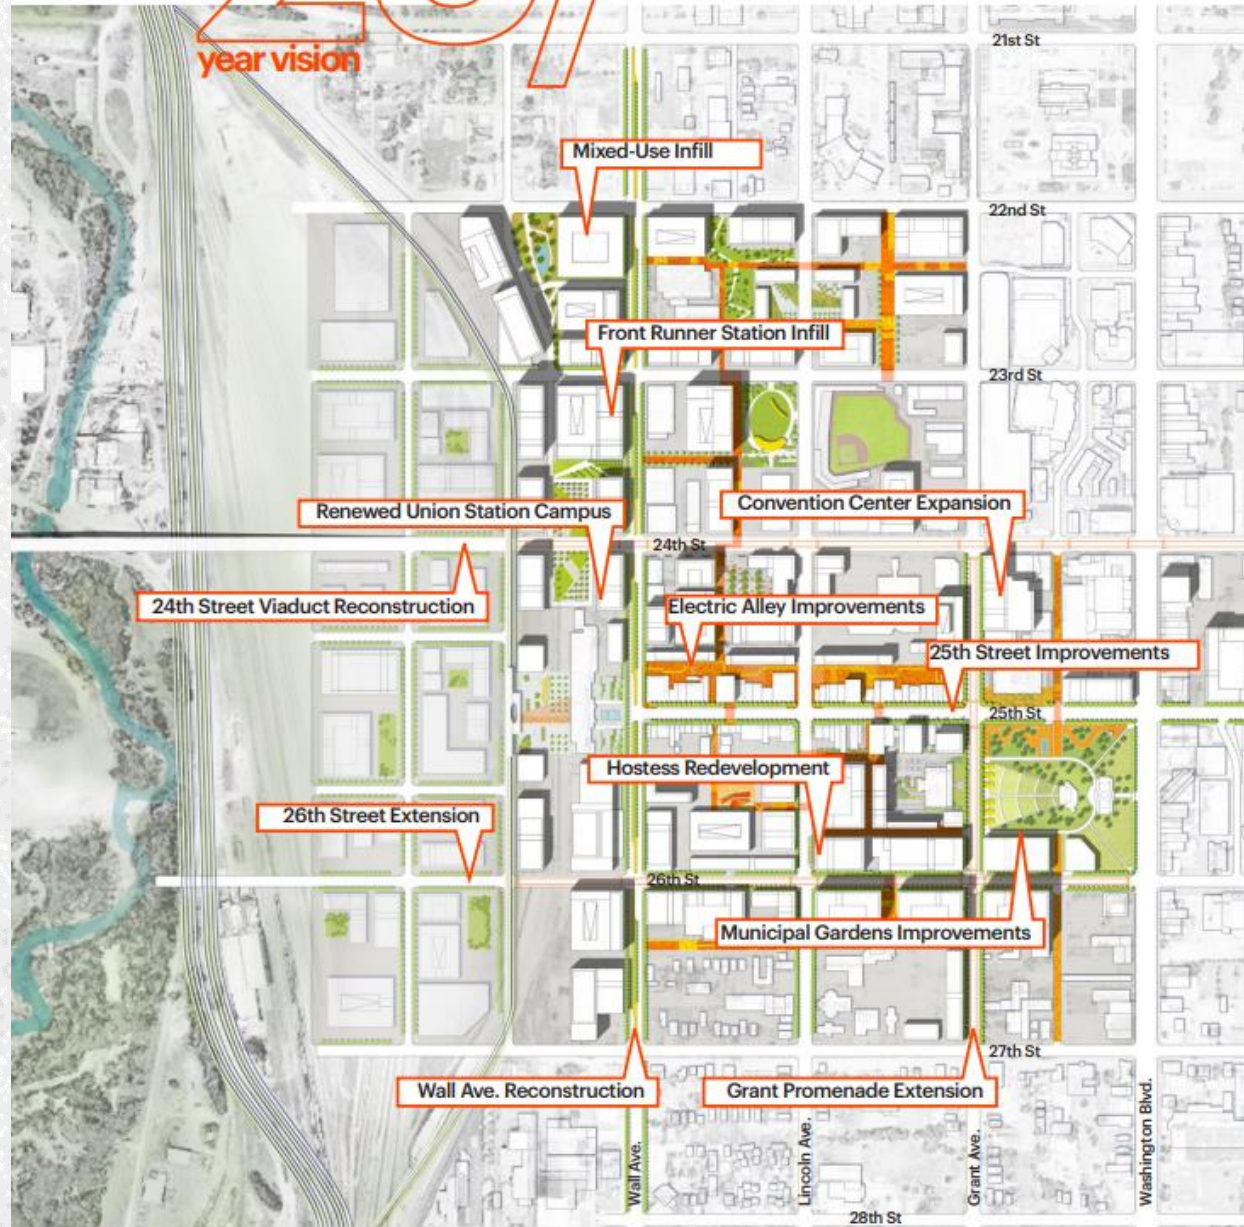 year vision
21st St
Mixed-Use Infill
22nd St
Front Runner Station Infill
23rd St
Renewed Union Station Campus
Convention Center Expansion
24th St
24th Street Viaduct Reconstruction
Electric Alley Improvements
25th Street Improvements
25th St
Hostess Redevelopment
26th Street Extension
26th St
Municipal Gardens Improvements
27th St
Wall Ave. Reconstruction
Grant Promenade Extension
Wall Ave.
Lincoln Ave.
Grant Ave.
Washington Blvd.
28th St